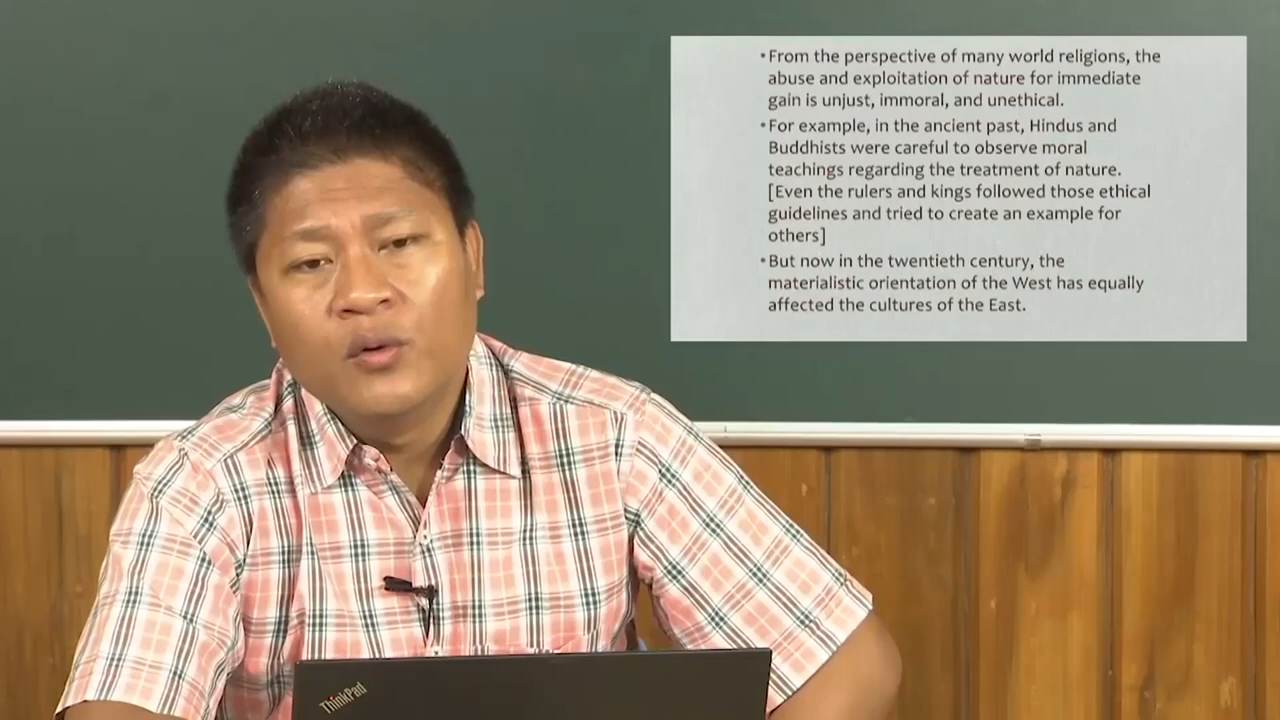 •From the perspective of many world religions, the
abuse and exploitation of nature for immediate
gain is unjust, immoral, and unethical.
•For example, in the ancient past, Hindus and
Buddhists were careful to observe moral
teachings regarding the treatment of nature.
[Even the rulers and kings followed those ethical
guidelines and tried to create an example for
others]
•But now in the twentieth century, the
materialistic orientation of the West has equally
affected the cultures of the East.
ThinkPad